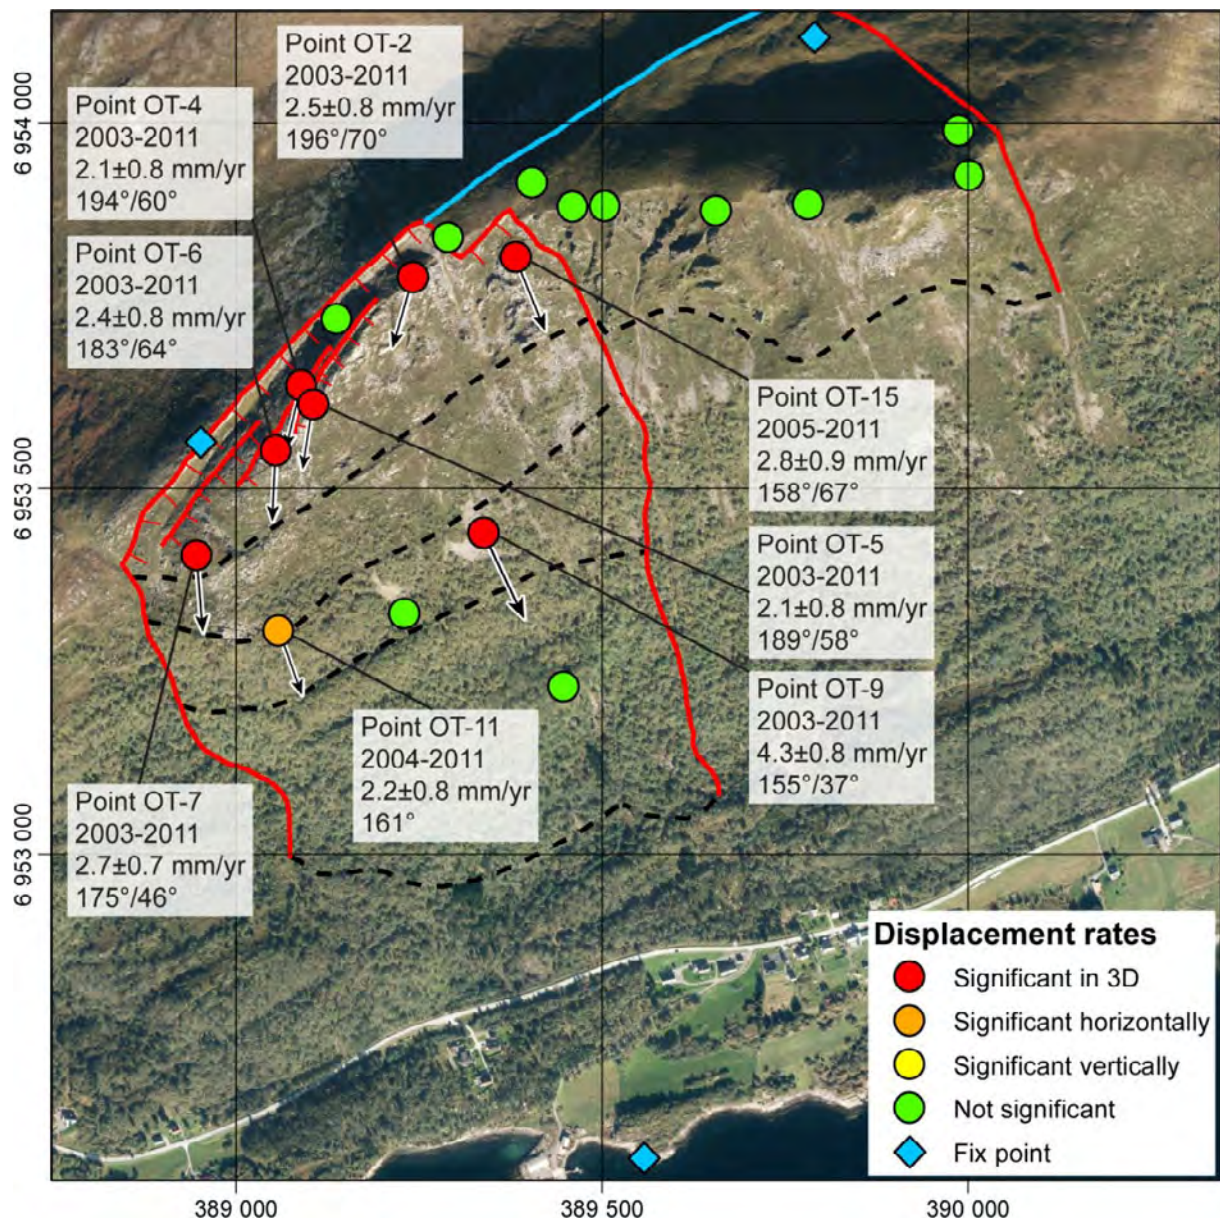 Point OT-2
2003-2011
2.5±0.8 mm/yr
196°/70°
Point OT-4
2003-2011
2.1±0.8 mm/yr
194°/60°
Point OT-6
2003-2011
2.4±0.8 mm/yr
183°/64°
Point OT-15
2005-2011
2.8±0.9 mm/yr
158°/67°
Point OT-5
2003-2011
2.1±0.8 mm/yr
189°/58°
Point OT-9
2003-2011
4.3±0.8 mm/yr
155°/37°
Point OT-11
2004-2011
2.2±0.8 mm/yr
161°
Point OT-7
2003-2011
2.7±0.7 mm/yr
175°/46°
6 954 000
6 953 500
6 953 000
Displacement rates
Significant in 3D
Significant horizontally
Significant vertically
Not significant
Fix point
389 000
389 500
390 000